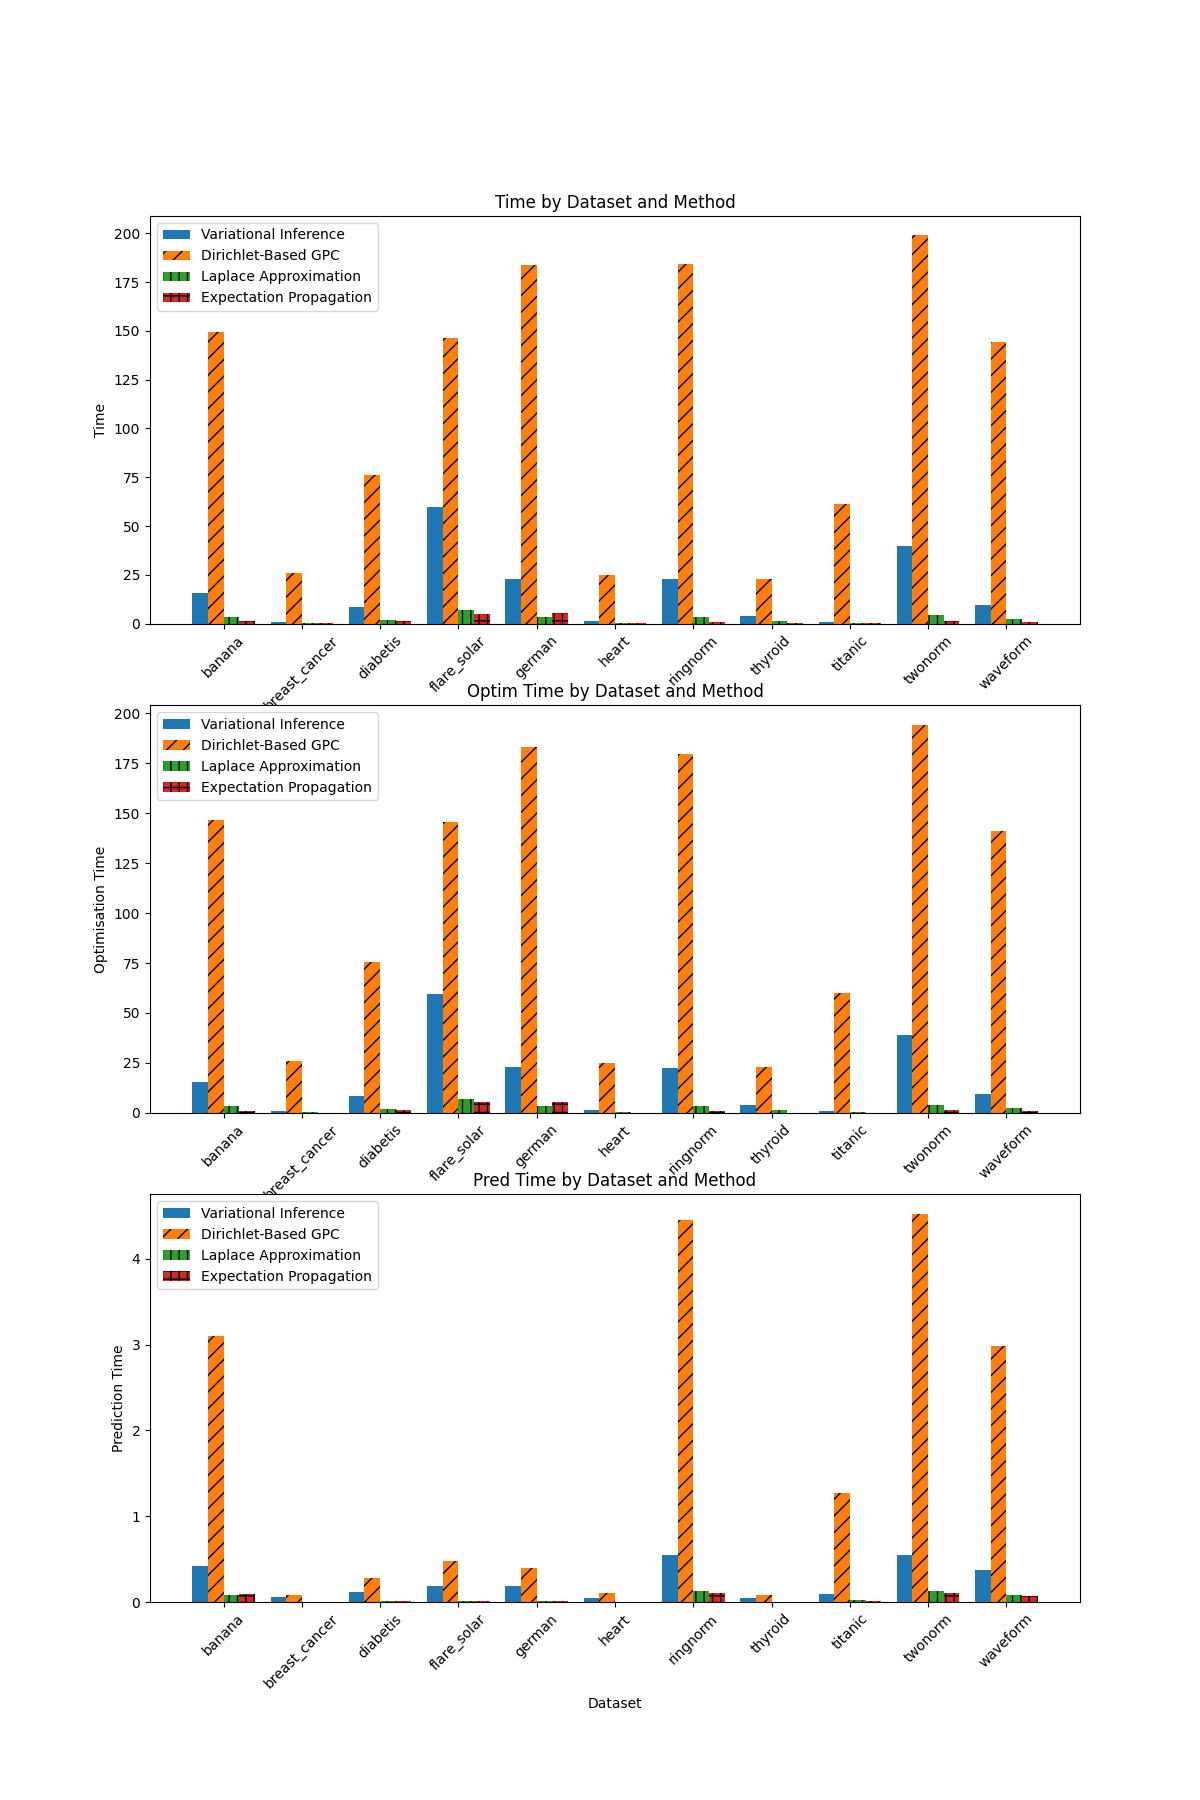 Time by Dataset and Method
Variational Inference
Dirichlet-Based GPC
Laplace Approximation
Expectation Propagation
200
175
150
125
100
75
50
25
0
Time
banana
breast_cancer
diabetis
flare_solar
german
heart
ringnorm
thyroid
titanic
twonorm
waveform
Optim Time by Dataset and Method
Variational Inference
Dirichlet-Based GPC
Laplace Approximation
Expectation Propagation
200
175
150
125
100
75
50
25
0
Optimisation Time
banana
breast_cancer
diabetis
flare_solar
german
heart
ringnorm
thyroid
titanic
twonorm
waveform
Pred Time by Dataset and Method
Variational Inference
Dirichlet-Based GPC
Laplace Approximation
Expectation Propagation
4
3
2
1
0
Prediction Time
banana
breast_cancer
diabetis
flare_solar
german
heart
ringnorm
thyroid
titanic
twonorm
waveform
Dataset